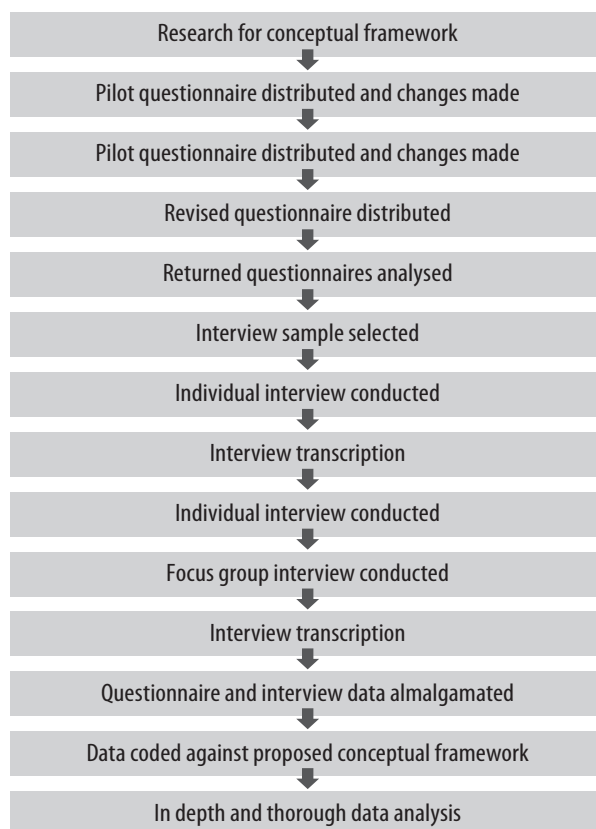 Research for conceptual framework
Pilot questionnaire distributed and changes made
Pilot questionnaire distributed and changes made
Revised questionnaire distributed
Returned questionnaires analysed
Interview sample selected
Individual interview conducted
Interview transcription
Individual interview conducted
Focus group interview conducted
Interview transcription
Questionnaire and interview data almalgamated
Data coded against proposed conceptual framework
In depth and thorough data analysis